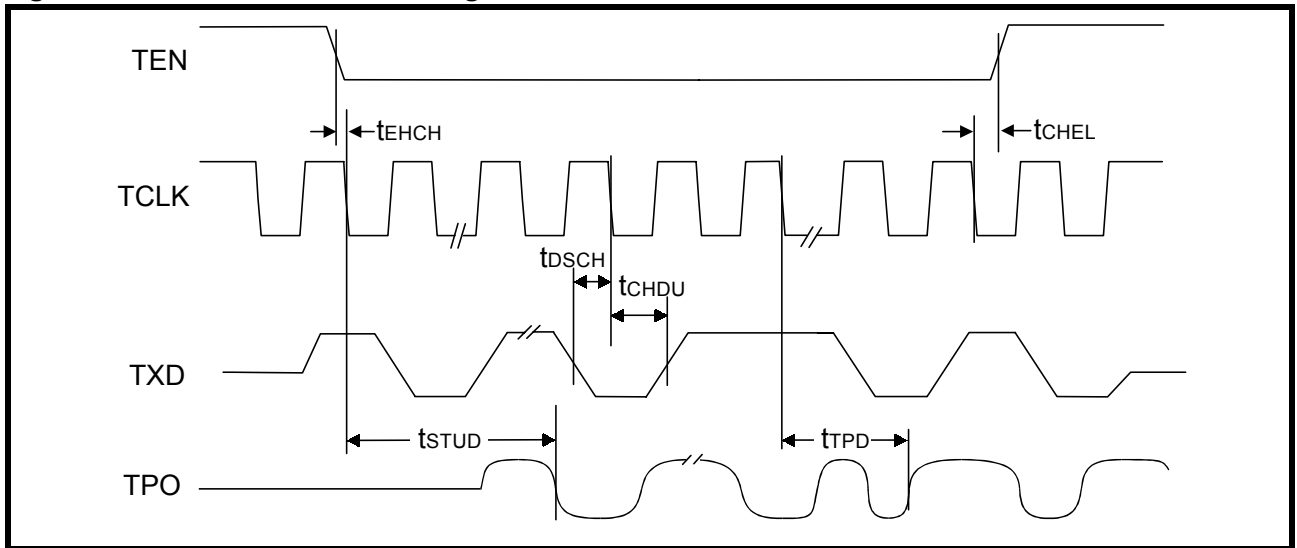 TEN
tEHCH
tCHEL
TCLK
tDSCH
tCHDU
TXD
tSTUD
tTPD
TPO